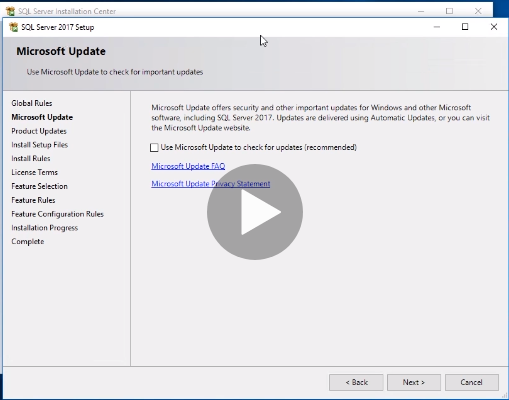 SQL Server Installation Center
SQL Server 2017 Setup
Microsoft Update
Use Microsoft Update to check for important updates
Global Rules
Microsoft Update
Product Updates
Install Setup Files
Install Rules
License Terms
Feature Selection
Feature Rules
Feature Configuration Rules
Installation Progress
Complete
Microsoft Update offers security and other important updates for Windows and other Microsoft
software, including SQL Server 2017. Updates are delivered using Automatic Updates, or you can visit
the Microsoft Update website.
Use Microsoft Update to check for updates (recommended)
Microsoft Update FAQ
Microsoft Update Privacy Statement
< Back
Next >
Cancel